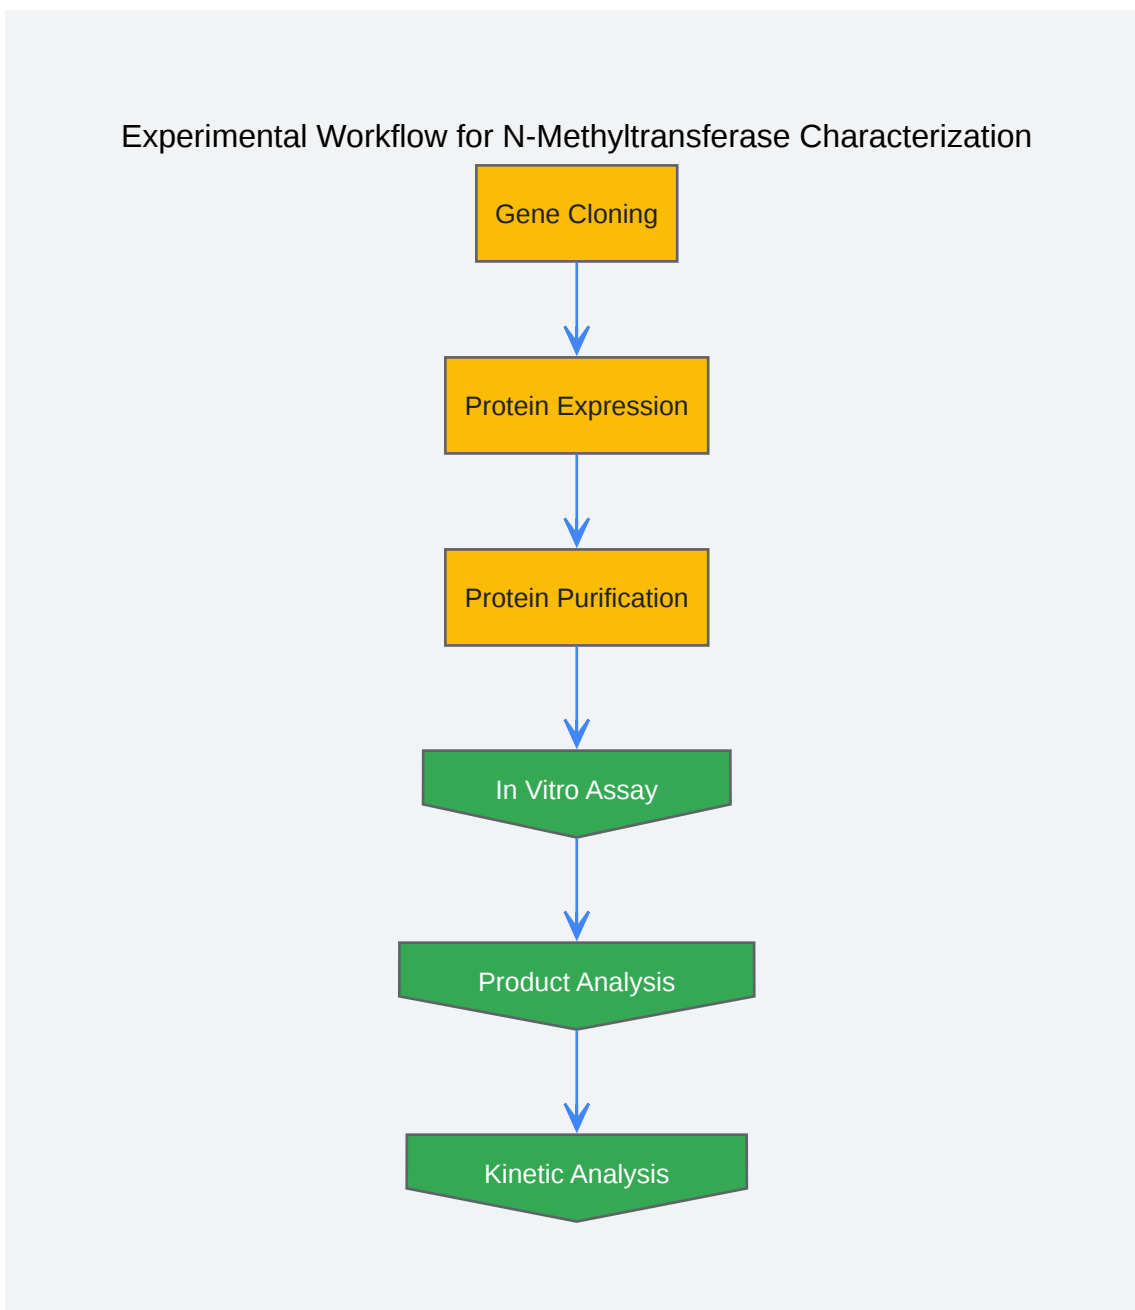 Experimental Workflow for N-Methyltransferase Characterization
Gene Cloning
Protein Expression
Protein Purification
In Vitro Assay
Product Analysis
Kinetic Analysis